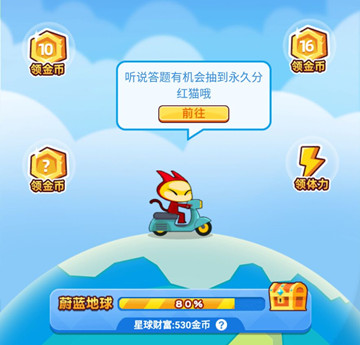 10
领金币
16
领金币
听说答题有机会抽到永久分
红猫哦
前往
?
领金币
领体力
蔚蓝地球
80%
星球财富:530金币 ?